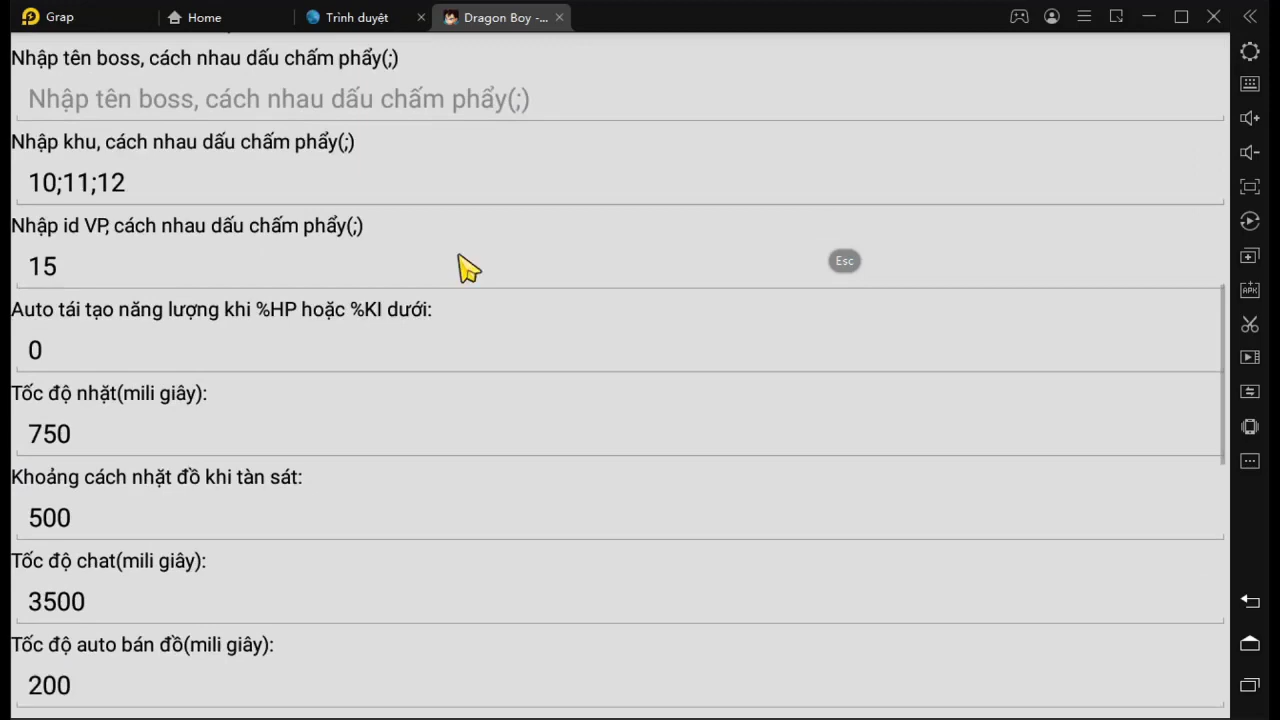 Grap
Home
Trình duyệt
Dragon Boy -...
Nhập tên boss, cách nhau dấu chấm phẩy(;)
Nhập tên boss, cách nhau dấu chấm phẩy(;)
Nhập khu, cách nhau dấu chấm phẩy(;)
10;11;12
Nhập id VP, cách nhau dấu chấm phẩy(;)
15
Esc
Auto tái tạo năng lượng khi %HP hoặc %KI dưới:
0
Tốc độ nhặt(mili giây):
750
Khoảng cách nhặt đồ khi tàn sát:
500
Tốc độ chat(mili giây):
3500
Tốc độ auto bán đồ(mili giây):
200
APK